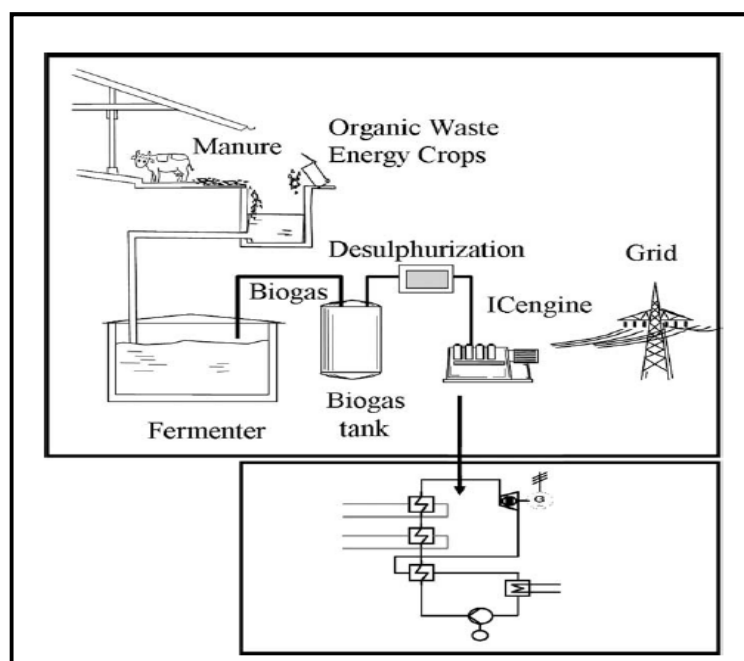 Manure
Organic Waste
Energy Crops
Desulphurization
Grid
Biogas
ICengine
Biogas
tank
Fermenter
G